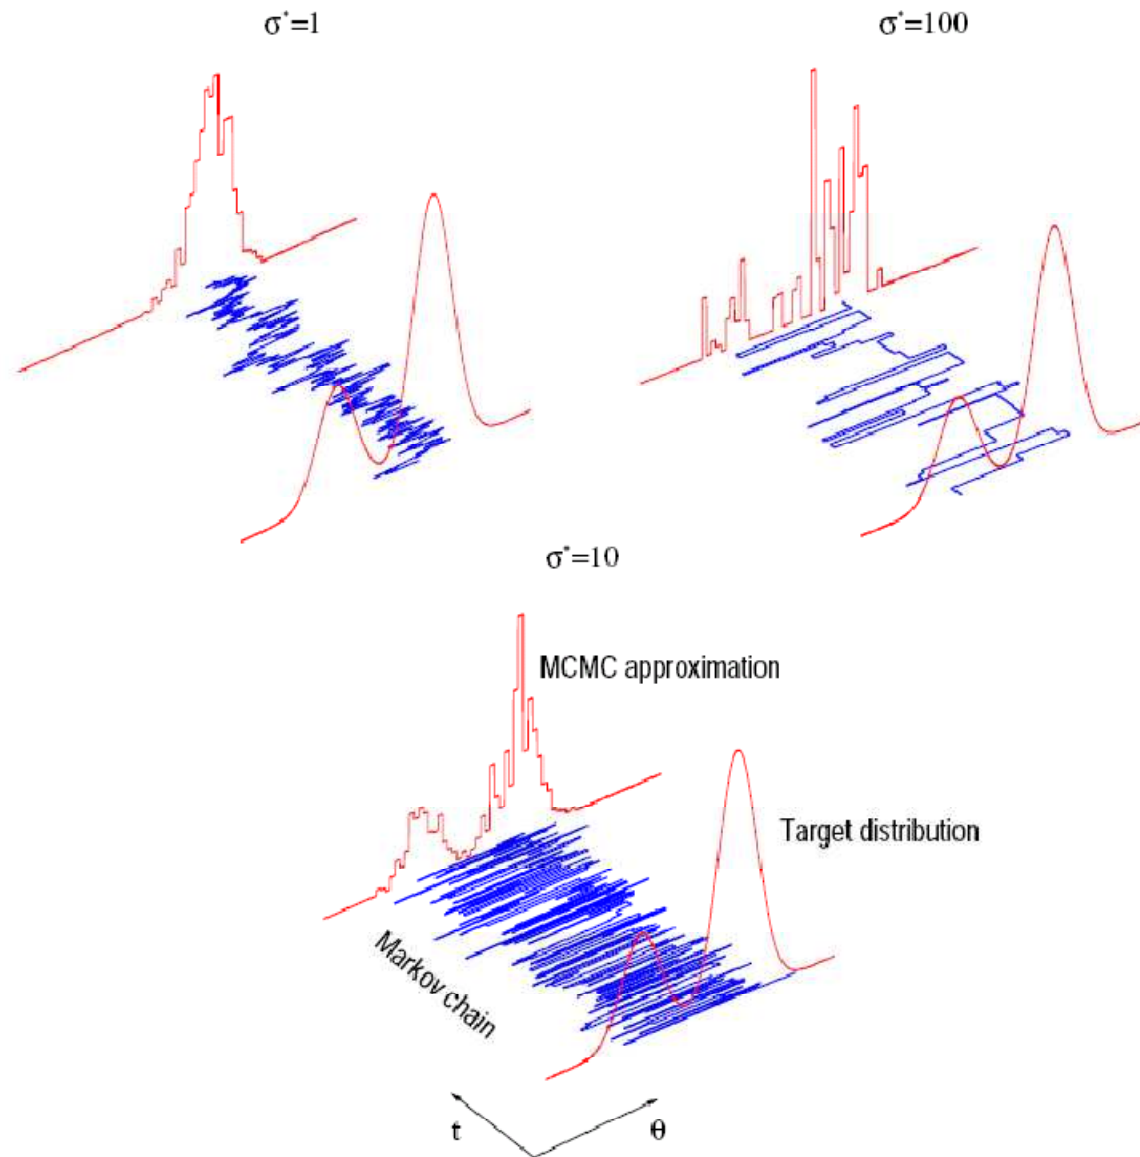 σ*=1
σ*=100
σ*=10
MCMC approximation
Target distribution
Markov chain
t
θ